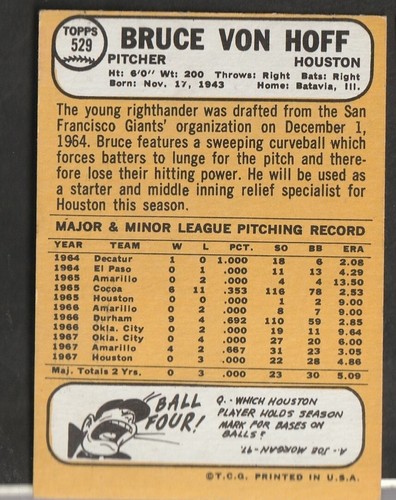 TOPPS
529
BRUCE VON HOFF
PITCHER HOUSTON
Ht: 6'0" Wt: 200 Throws: Right Bats: Right
Born: Nov. 17, 1943 Home: Batavia, Ill.
The young righthander was drafted from the San
Francisco Giants' organization on December 1,
1964. Bruce features a sweeping curveball which
forces batters to lunge for the pitch and there-
fore lose their hitting power. He will be used as
a starter and middle inning relief specialist for
Houston this season.
MAJOR & MINOR LEAGUE PITCHING RECORD
YEAR TEAM W L PCT. SO BB ERA
1964 Decatur 1 0 1.000 18 6 2.08
1964 El Paso 0 1 .000 11 13 4.29
1965 Amarillo 0 2 .000 4 4 13.50
1965 Cocoa 6 11 .353 116 78 2.53
1965 Houston 0 0 .000 1 2 9.00
1966 Amarillo 0 2 .000 8 7 9.00
1966 Durham 9 4 .692 110 59 2.85
1966 Okla. City 0 2 .000 19 11 9.64
1967 Okla. City 0 4 .000 27 20 6.00
1967 Amarillo 4 2 .667 31 23 3.05
1967 Houston 0 3 .000 22 28 4.86
Maj. Totals 2 Yrs. 0 3 .000 23 30 5.09
BALL
FOUR!
Q.- WHICH HOUSTON
PLAYER HOLDS SEASON
MARK FOR BASES ON
BALLS?
A.- JOE MORGAN - 97.
©T.C.G. PRINTED IN U.S.A.